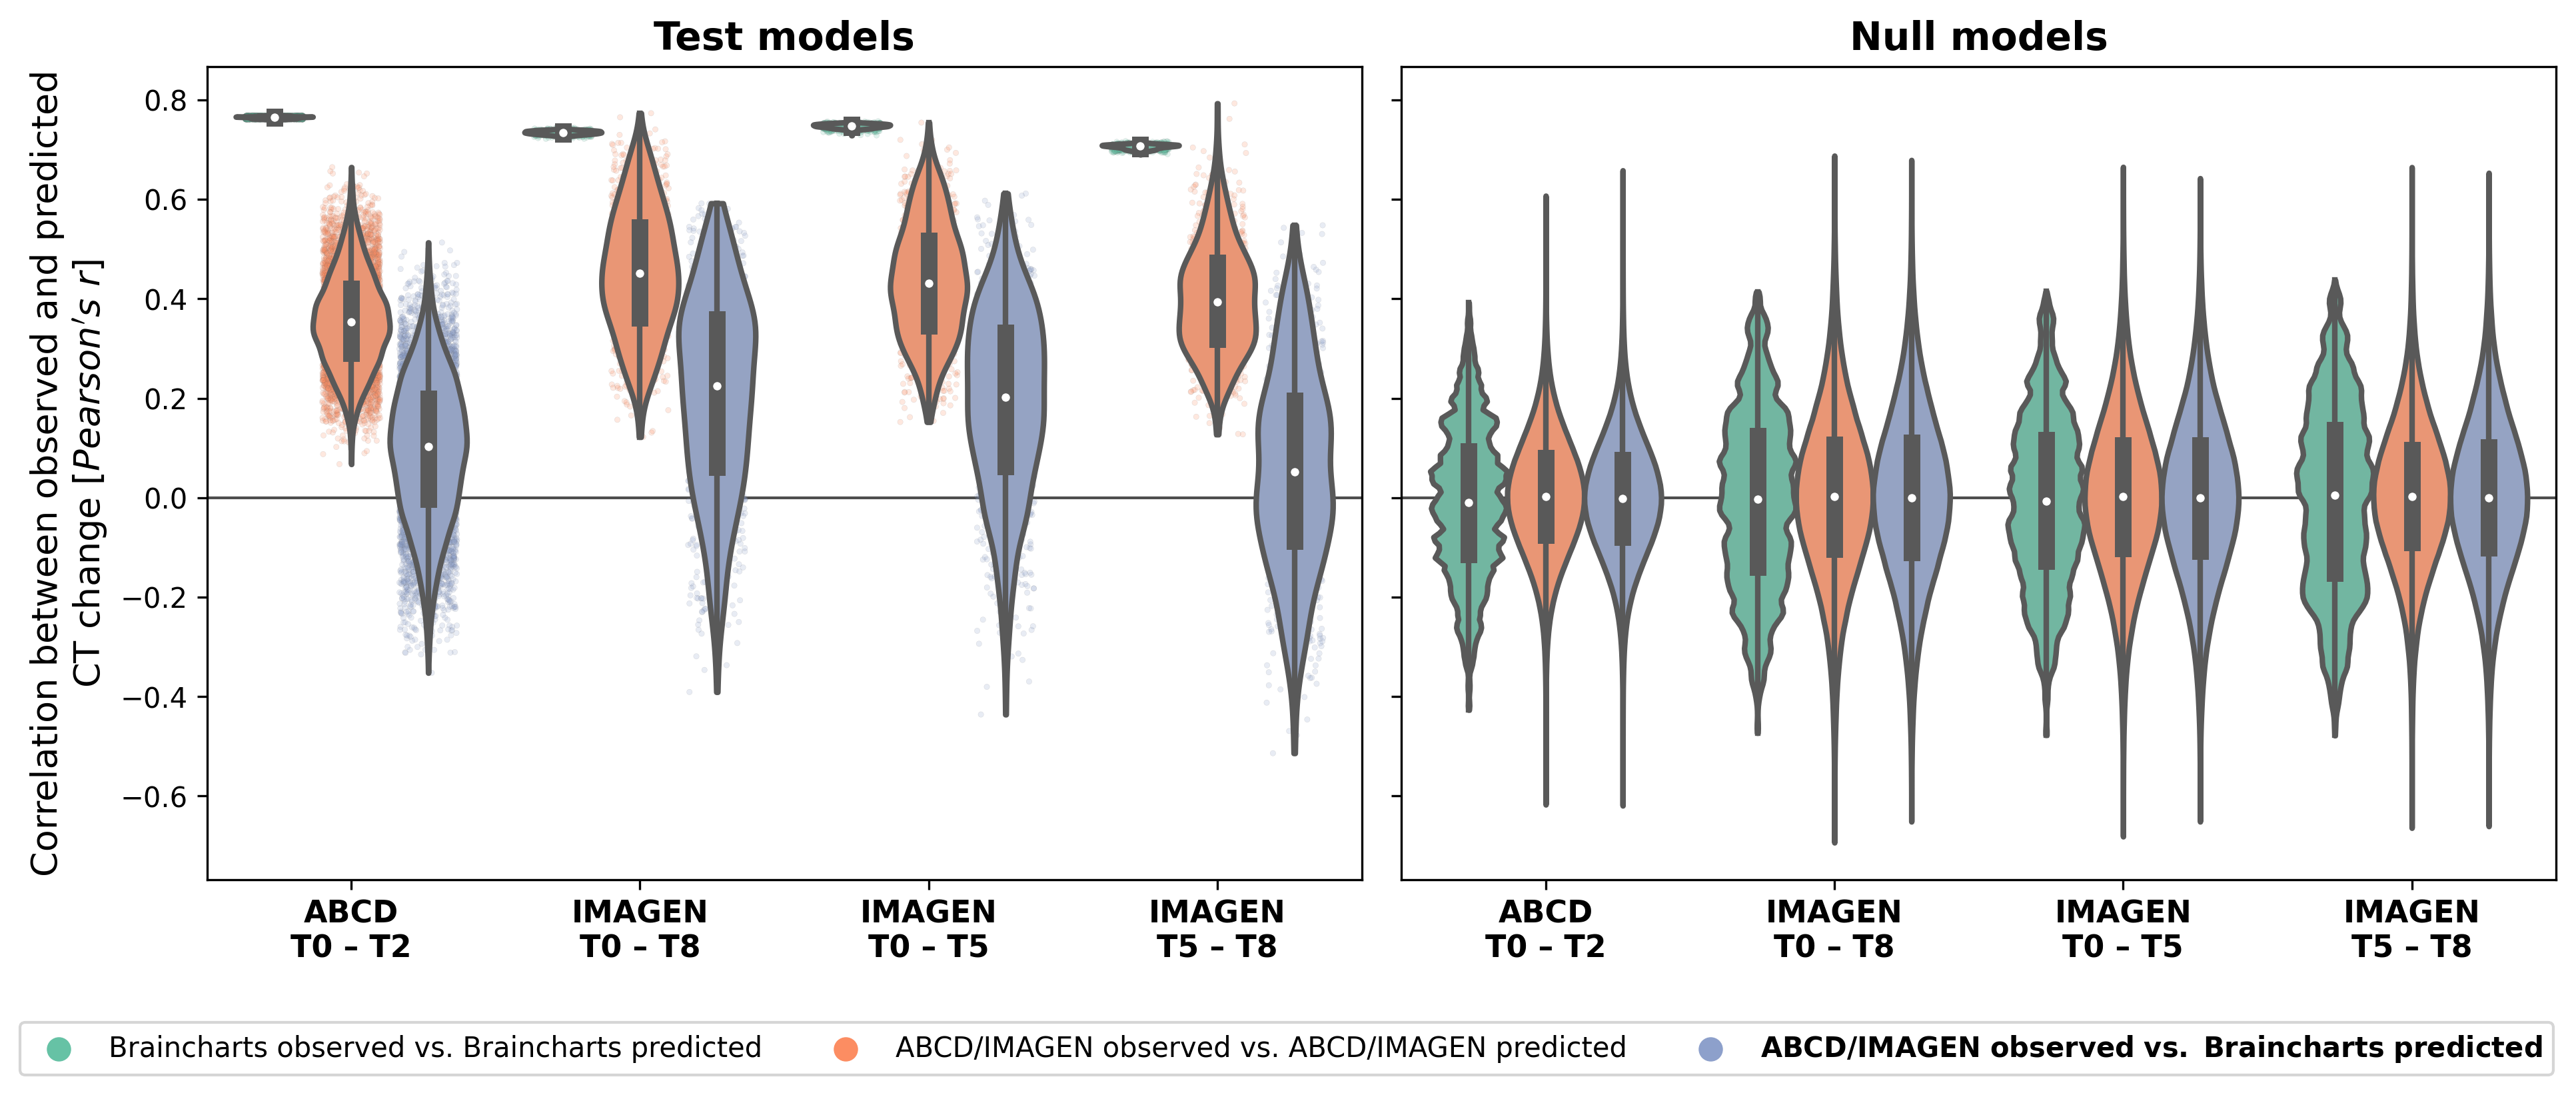 Test models
Null models
Correlation between observed and predicted
CT change [Pearson's r]
0.8
0.6
0.4
0.2
0.0
−0.2
−0.4
−0.6
ABCD
T0 – T2
IMAGEN
T0 – T8
IMAGEN
T0 – T5
IMAGEN
T5 – T8
ABCD
T0 – T2
IMAGEN
T0 – T8
IMAGEN
T0 – T5
IMAGEN
T5 – T8
Braincharts observed vs. Braincharts predicted
ABCD/IMAGEN observed vs. ABCD/IMAGEN predicted
ABCD/IMAGEN observed vs. Braincharts predicted